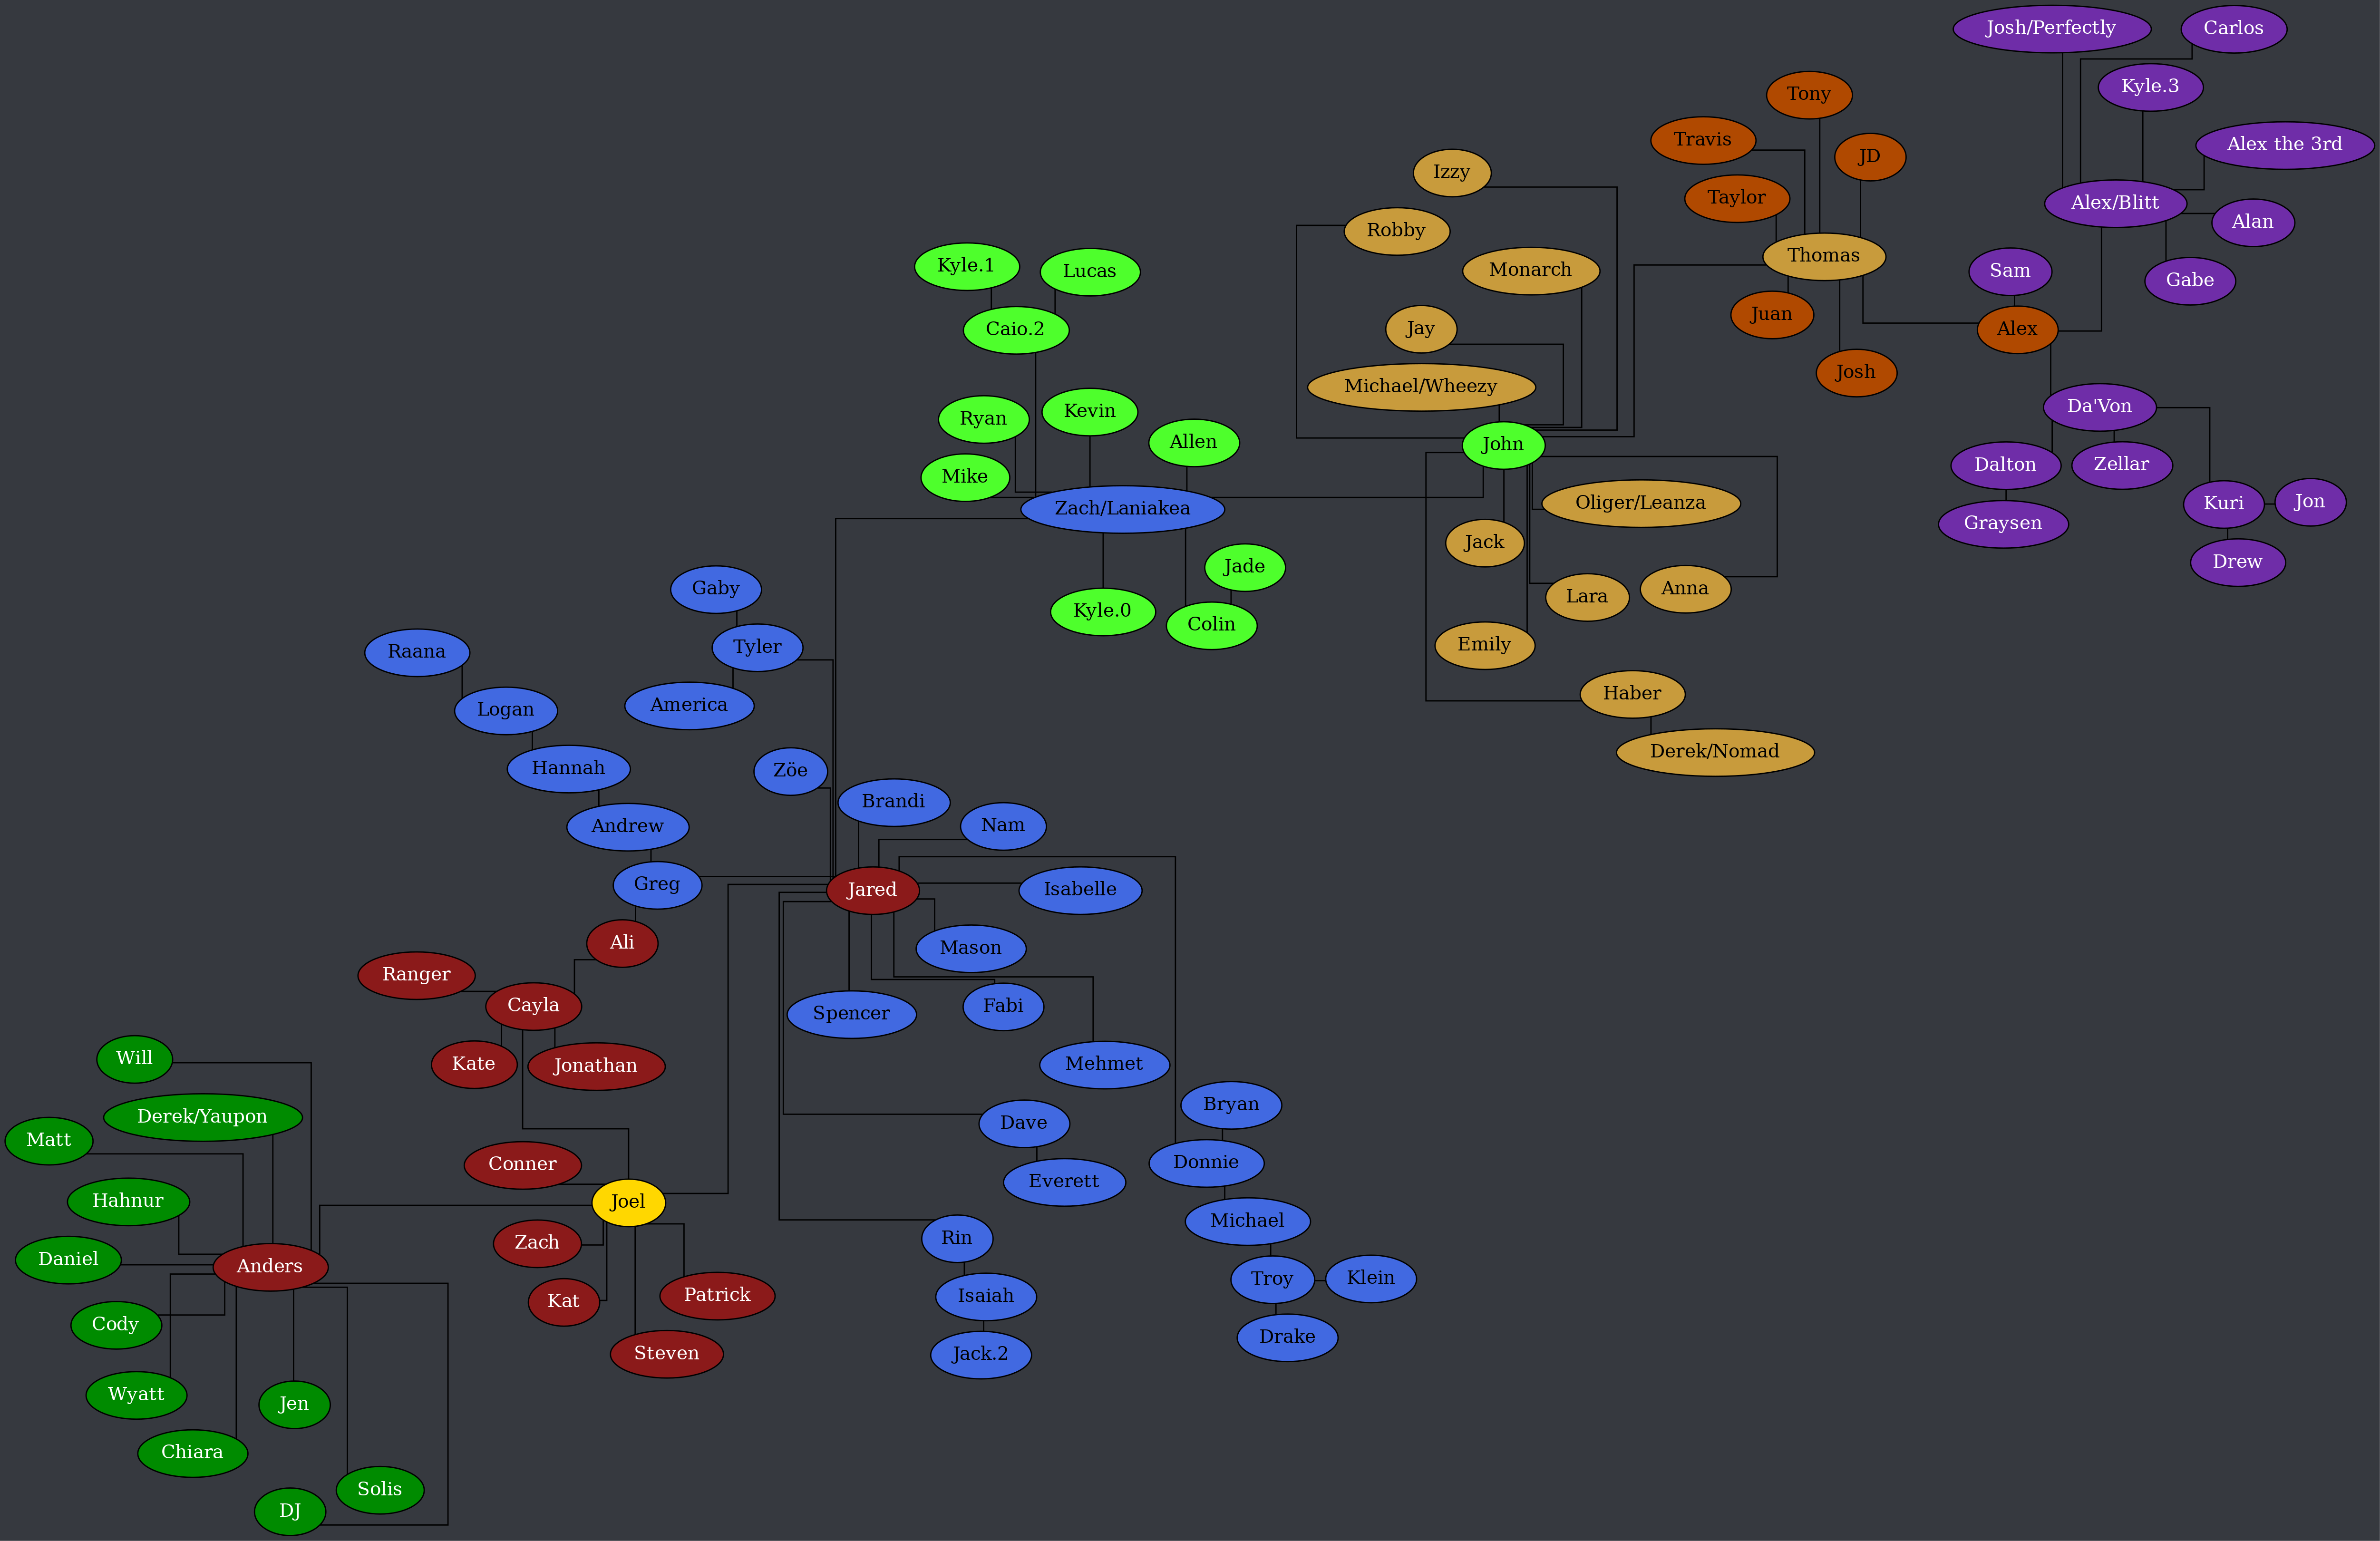 Josh/Perfectly
Carlos
Kyle.3
Tony
Travis
Alex the 3rd
JD
Izzy
Taylor
Alex/Blitt
Alan
Robby
Thomas
Kyle.1
Lucas
Monarch
Sam
Gabe
Juan
Caio.2
Jay
Alex
Josh
Michael/Wheezy
Da'Von
Kevin
Ryan
Allen
John
Dalton
Zellar
Mike
Oliger/Leanza
Kuri
Jon
Zach/Laniakea
Graysen
Jack
Drew
Jade
Gaby
Lara
Anna
Kyle.0
Colin
Raana
Tyler
Emily
Logan
America
Haber
Hannah
Zöe
Derek/Nomad
Brandi
Andrew
Nam
Greg
Jared
Isabelle
Ali
Mason
Ranger
Cayla
Spencer
Fabi
Will
Kate
Jonathan
Mehmet
Derek/Yaupon
Dave
Bryan
Matt
Conner
Donnie
Hahnur
Joel
Everett
Michael
Daniel
Zach
Rin
Anders
Troy
Klein
Kat
Patrick
Isaiah
Cody
Drake
Steven
Jack.2
Wyatt
Jen
Chiara
Solis
DJ